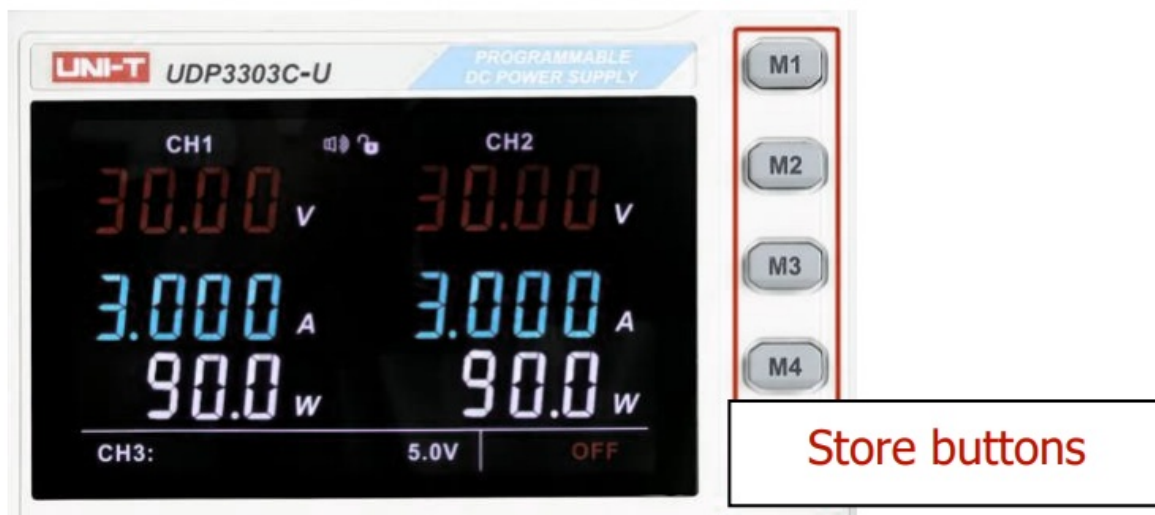 UNI-T UDP3303C-U
PROGRAMMABLE
DC POWER SUPPLY
CH1 CH2
30.00 V 30.00 V
3.000 A 3.000 A
90.0 W 90.0 W
CH3: 5.0V OFF
M1
M2
M3
M4
Store buttons